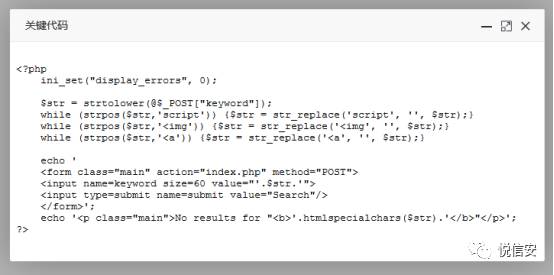 关键代码
<?php
ini_set("display_errors", 0);
$str = strtolower(@$_POST["keyword"]);
while (strpos($str,'script')) {$str = str_replace('script', '', $str);}
while (strpos($str,'<img')) {$str = str_replace('<img', '', $str);}
while (strpos($str,'<a')) {$str = str_replace('<a', '', $str);}
echo '
<form class="main" action="index.php" method="POST">
<input name=keyword size=60 value="'.$str.'">
<input type=submit name=submit value="Search"/>
</form>';
echo '<p class="main">No results for "<b>'.htmlspecialchars($str).'</b>"</p>';
?>
悦信安